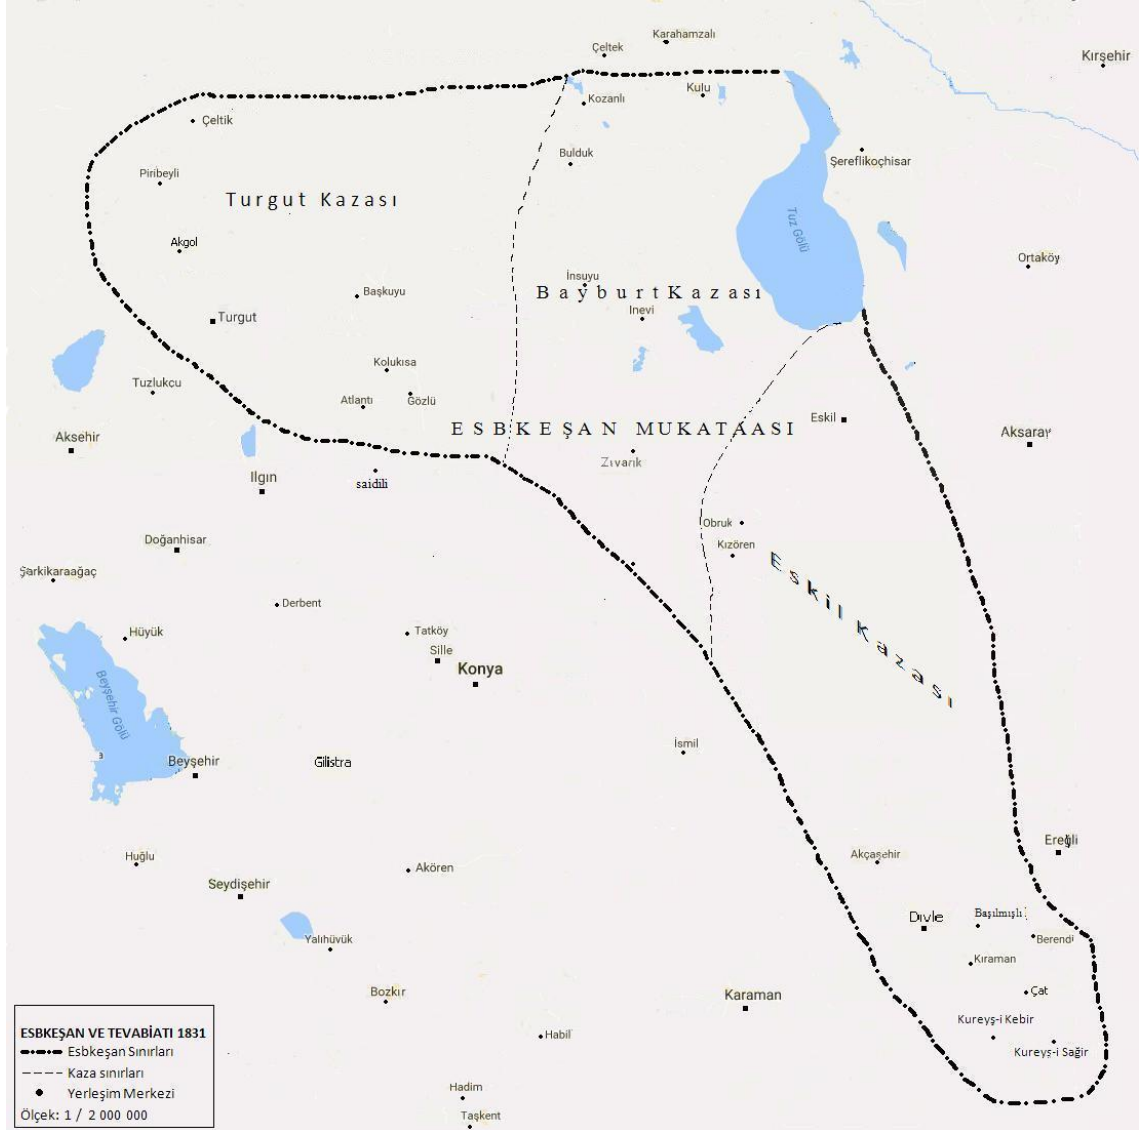 Karahamzalı
Çeltek
Kırşehir
Kozanlı
Kulu
Çeltik
Bulduk
Şereflikoçhisar
Piribeyli
Turgut Kazası
Tuz Gölü
Akgol
Ortaköy
İnsuyu
Başkuyu
Bayburt Kazası
Inevi
Turgut
Kolukısa
Tuzlukcu
Atlantı
Gözlü
Eskil
ESBKEŞAN MUKATAASI
Aksehir
Aksaray
Zıvarık
Ilgın
saidili
Obruk
Doğanhisar
Kızören
Eskil Kazası
Şarkikaraağaç
Derbent
Hüyük
Tatköy
Sille
Konya
Beyşehir Gölü
İsmil
Beyşehir
Gilistra
Ereğli
Huğlu
Akçaşehir
Akören
Seydişehir
Dıvle
Başılmışlı
Yalıhüvük
Berendi
Kıraman
Bozkır
Karaman
Çat
Kureyş-i Kebir
Habil
Kureyş-i Sağir
Hadim
Taşkent
ESBKEŞAN VE TEVABİATI 1831
Esbkeşan Sınırları
Kaza sınırları
Yerleşim Merkezi
Ölçek: 1 / 2 000 000